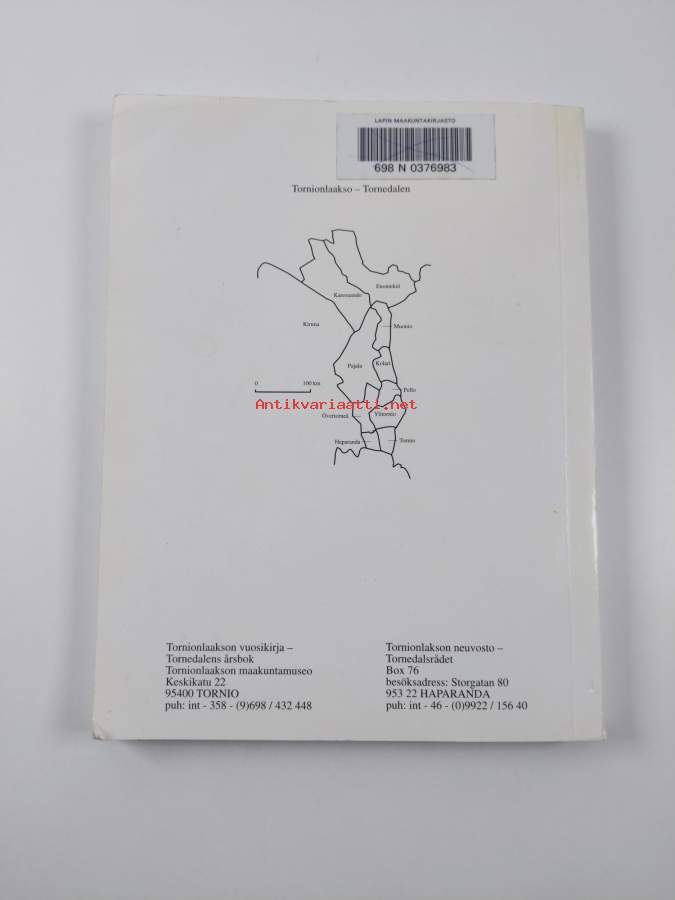 LAPIN MAAKUNTAKIRJASTO
698 N 0376983
Tornionlaakso – Tornedalen
Enontekiö
Karesuando
Kiruna
Muonio
Pajala
Kolari
0 100 km
Pello
Antikvariaatti.net
Övertorneå
Ylitornio
Haparanda
Tornio
Tornionlaakson vuosikirja –
Tornedalens årsbok
Tornionlaakson maakuntamuseo
Keskikatu 22
95400 TORNIO
puh: int - 358 - (9)698 / 432 448
Tornionlakson neuvosto –
Tornedalsrådet
Box 76
besöksadress: Storgatan 80
953 22 HAPARANDA
puh: int - 46 - (0)9922 / 156 40